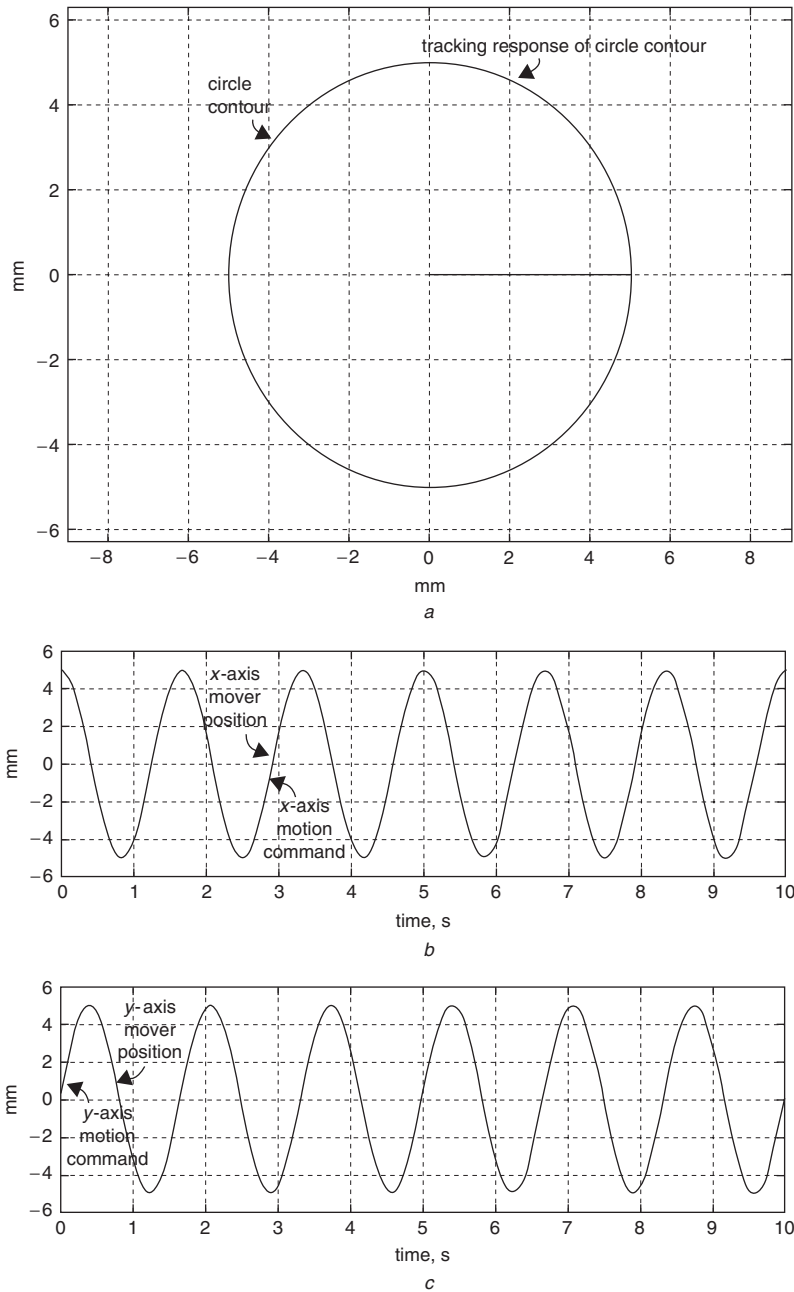 6
4
2
0
−2
−4
−6
mm
circle
contour
tracking response of circle contour
−8 −6 −4 −2 0 2 4 6 8
mm
a
6
4
2
0
−2
−4
−6
mm
x-axis
mover
position
x-axis
motion
command
0 1 2 3 4 5 6 7 8 9 10
time, s
b
6
4
2
0
−2
−4
−6
mm
y-axis
mover
position
y-axis
motion
command
0 1 2 3 4 5 6 7 8 9 10
time, s
c